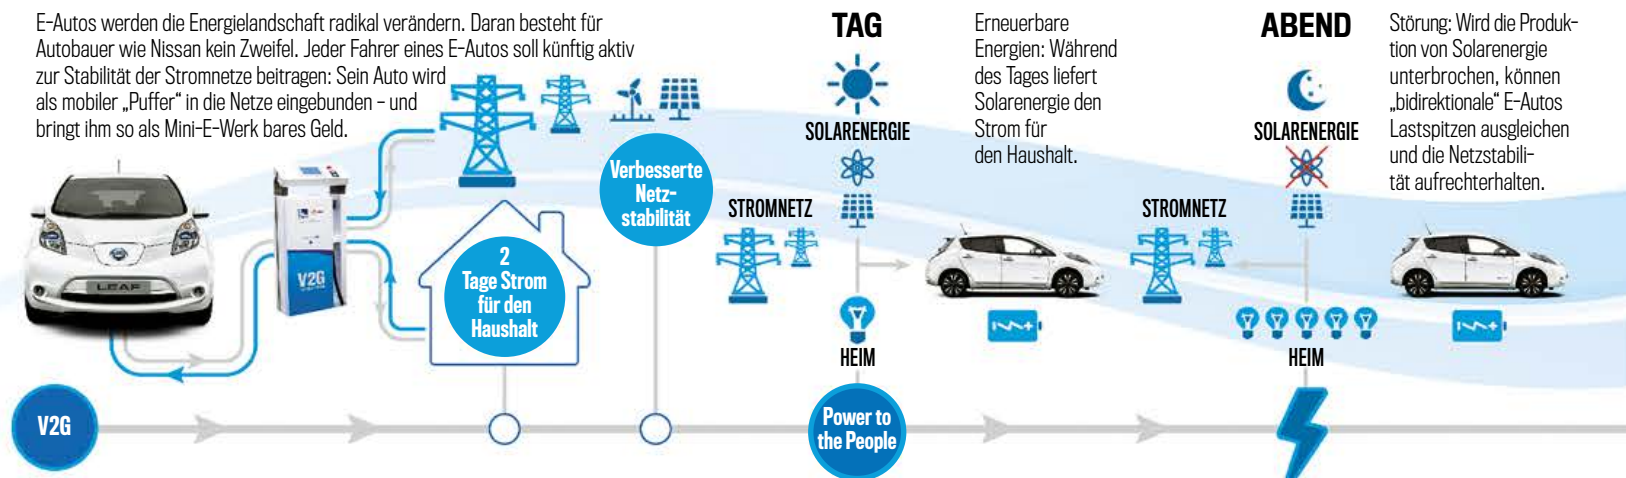 E-Autos werden die Energielandschaft radikal verändern. Daran besteht für
Autobauer wie Nissan kein Zweifel. Jeder Fahrer eines E-Autos soll künftig aktiv
zur Stabilität der Stromnetze beitragen: Sein Auto wird
als mobiler „Puffer“ in die Netze eingebunden – und
bringt ihm so als Mini-E-Werk bares Geld.
LEAF
V2G
2
Tage Strom
für den
Haushalt
Verbesserte
Netz-
stabilität
V2G
TAG
SOLARENERGIE
STROMNETZ
HEIM
Power to
the People
Erneuerbare
Energien: Während
des Tages liefert
Solarenergie den
Strom für
den Haushalt.
ABEND
SOLARENERGIE
STROMNETZ
HEIM
Störung: Wird die Produk-
tion von Solarenergie
unterbrochen, können
„bidirektionale“ E-Autos
Lastspitzen ausgleichen
und die Netzstabili-
tät aufrechterhalten.